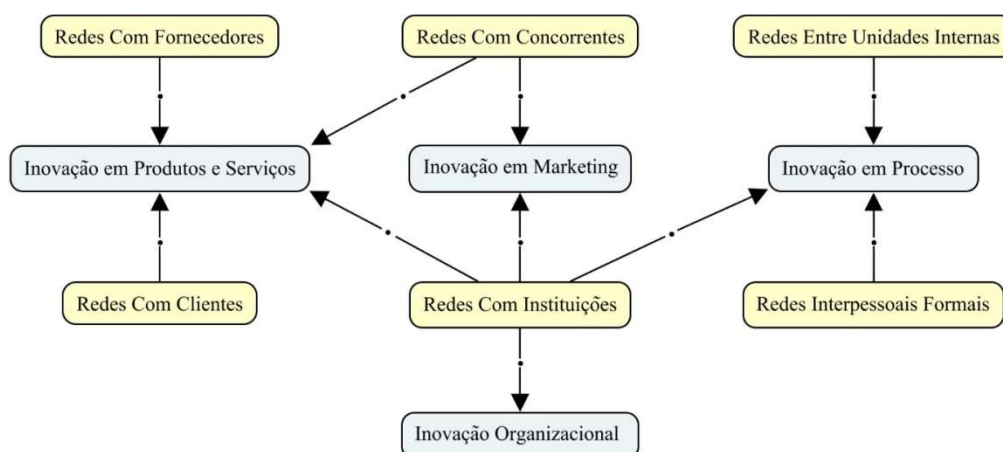 Redes Com Fornecedores
Redes Com Concorrentes
Redes Entre Unidades Internas
Inovação em Produtos e Serviços
Inovação em Marketing
Inovação em Processo
Redes Com Clientes
Redes Com Instituições
Redes Interpessoais Formais
Inovação Organizacional